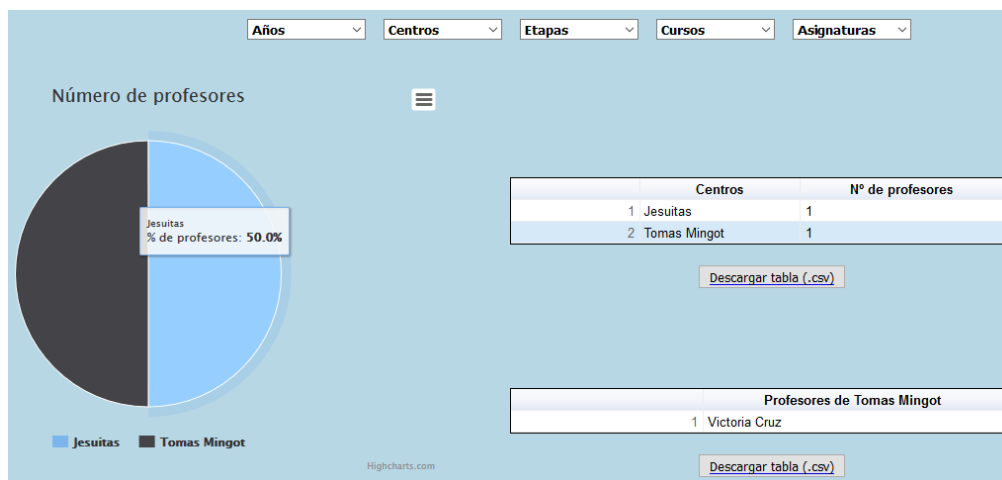 Años Centros Etapas Cursos Asignaturas
Número de profesores
Jesuitas
% de profesores: 50.0%
Jesuitas Tomas Mingot
Highcharts.com
Centros Nº de profesores
1 Jesuitas 1
2 Tomas Mingot 1
Descargar tabla (.csv)
Profesores de Tomas Mingot
1 Victoria Cruz
Descargar tabla (.csv)